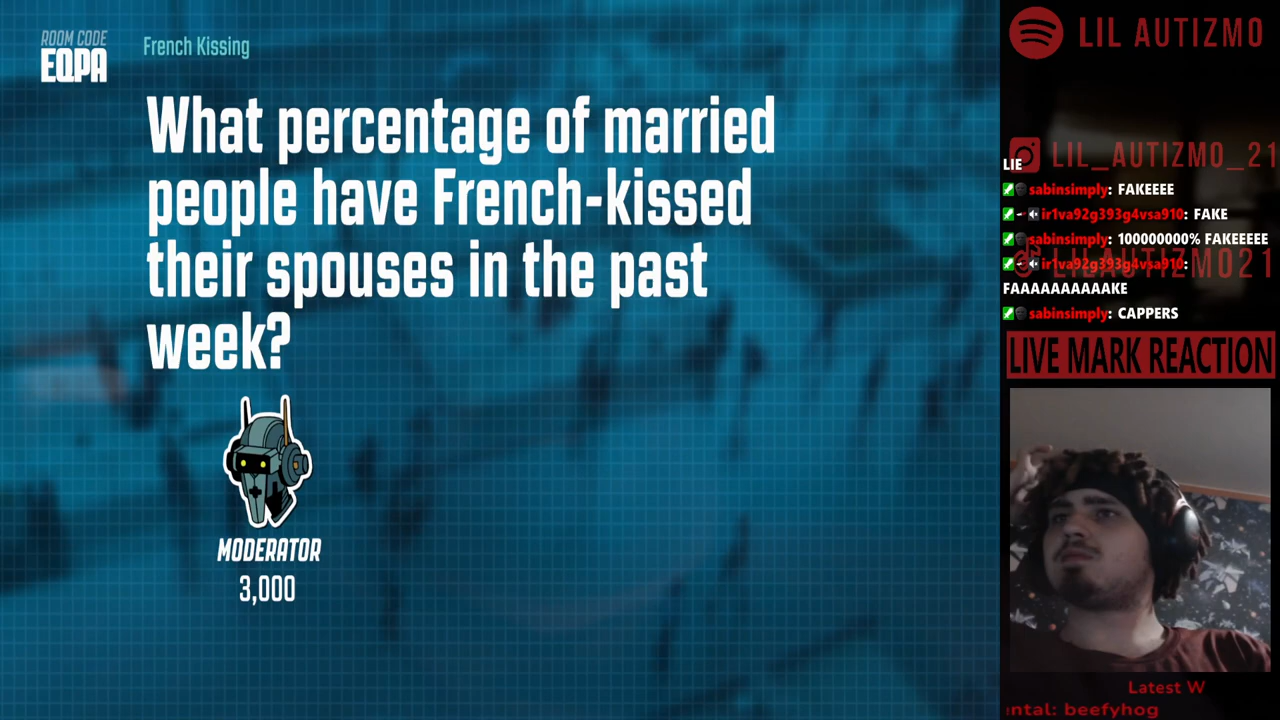 ROOM CODE
EQPA
French Kissing
What percentage of married
people have French-kissed
their spouses in the past
week?
MODERATOR
3,000
LIL AUTIZMO
LIL_AUTIZMO_21
LIE
sabinsimply: FAKEEEE
ir1va92g393g4vsa910: FAKE
sabinsimply: 100000000% FAKEEEEE
LILAUTIZMO21
ir1va92g393g4vsa910:
FAAAAAAAAAAKE
sabinsimply: CAPPERS
LIVE MARK REACTION
Latest W
ntal: beefyhog